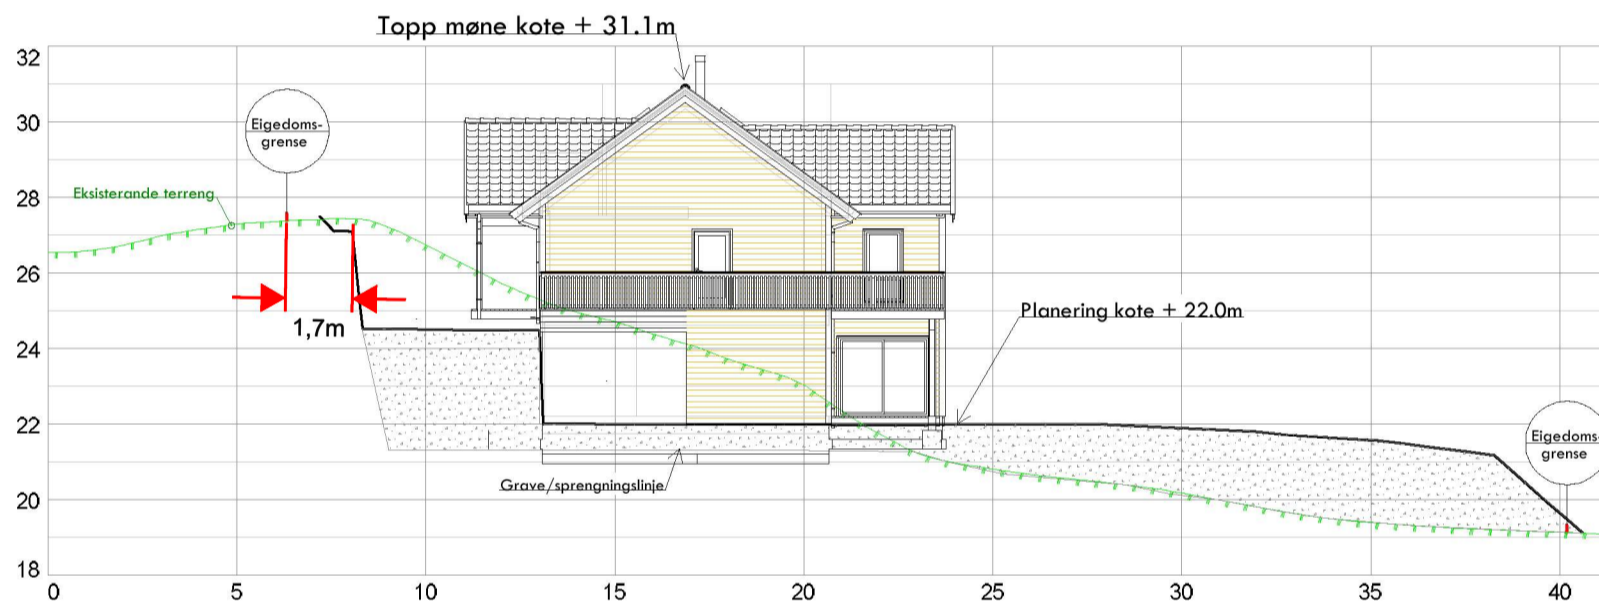 Topp møne kote + 31.1m
32
30
28
26
24
22
20
18
Eigedoms-
grense
Eksisterande terreng
1,7m
Planering kote + 22.0m
Eigedoms-
grense
Grave/sprengningslinje
0
5
10
15
20
25
30
35
40